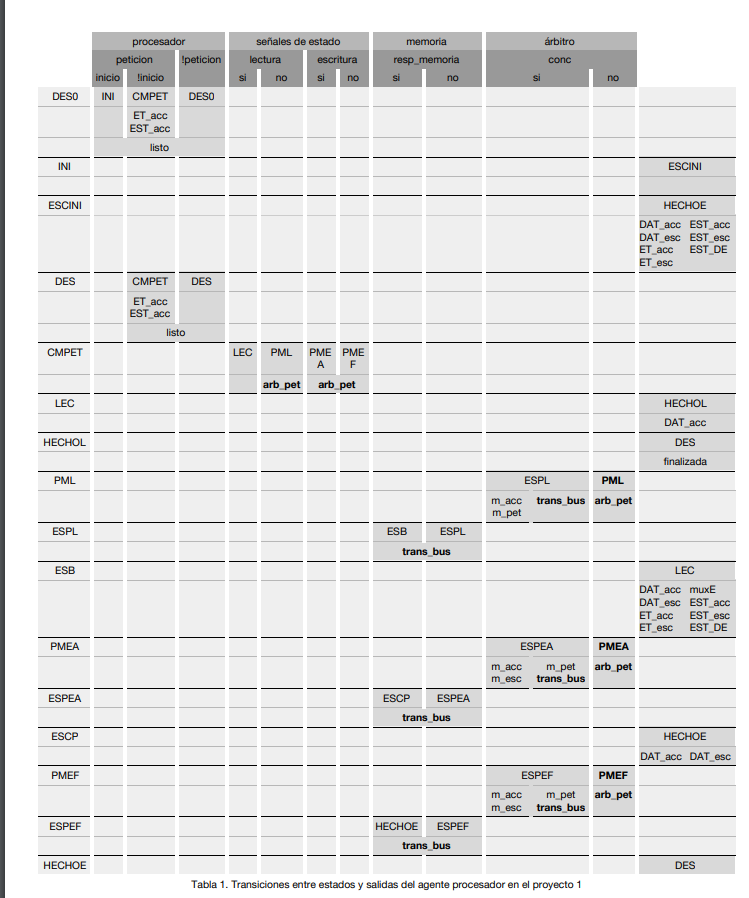 procesador señales de estado memoria árbitro
peticion !peticion lectura escritura resp_memoria conc
inicio !inicio si no si no si no si no
DES0 INI CMPET DES0
ET_acc
EST_acc
listo
INI ESCINI
ESCINI HECHOE
DAT_acc EST_acc
DAT_esc EST_esc
ET_acc EST_DE
ET_esc
DES CMPET DES
ET_acc
EST_acc
listo
CMPET LEC PML PME PME
A F
arb_pet arb_pet
LEC HECHOL
DAT_acc
HECHOL DES
finalizada
PML ESPL PML
m_acc trans_bus arb_pet
m_pet
ESPL ESB ESPL
trans_bus
ESB LEC
DAT_acc muxE
DAT_esc EST_acc
ET_acc EST_esc
ET_esc EST_DE
PMEA ESPEA PMEA
m_acc m_pet arb_pet
m_esc trans_bus
ESPEA ESCP ESPEA
trans_bus
ESCP HECHOE
DAT_acc DAT_esc
PMEF ESPEF PMEF
m_acc m_pet arb_pet
m_esc trans_bus
ESPEF HECHOE ESPEF
trans_bus
HECHOE DES
Tabla 1. Transiciones entre estados y salidas del agente procesador en el proyecto 1